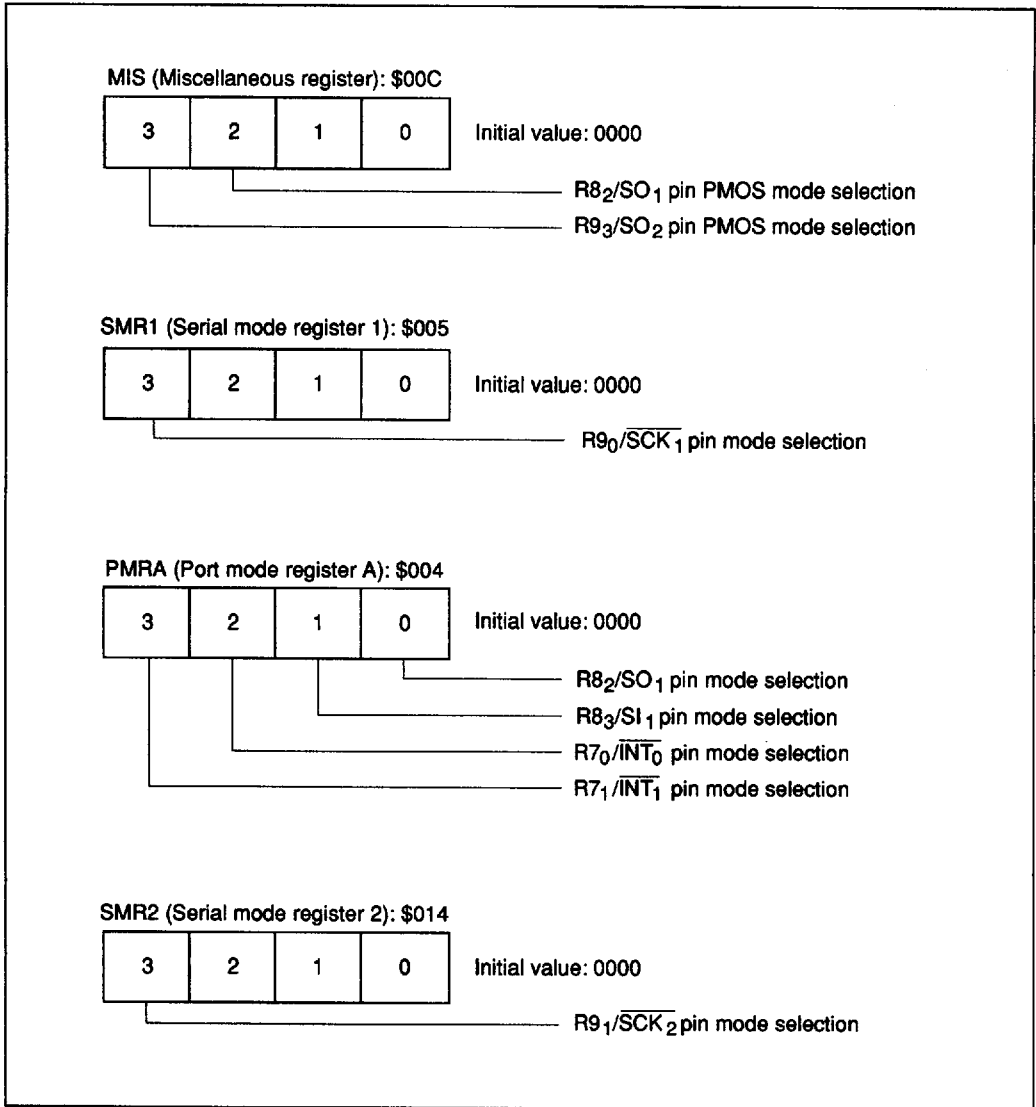 MIS (Miscellaneous register): $00C
3 2 1 0 Initial value: 0000
R8₂/SO₁ pin PMOS mode selection
R9₃/SO₂ pin PMOS mode selection
SMR1 (Serial mode register 1): $005
3 2 1 0 Initial value: 0000
R9₀/S̅C̅K̅₁ pin mode selection
PMRA (Port mode register A): $004
3 2 1 0 Initial value: 0000
R8₂/SO₁ pin mode selection
R8₃/SI₁ pin mode selection
R7₀/I̅N̅T̅₀ pin mode selection
R7₁/I̅N̅T̅₁ pin mode selection
SMR2 (Serial mode register 2): $014
3 2 1 0 Initial value: 0000
R9₁/S̅C̅K̅₂ pin mode selection